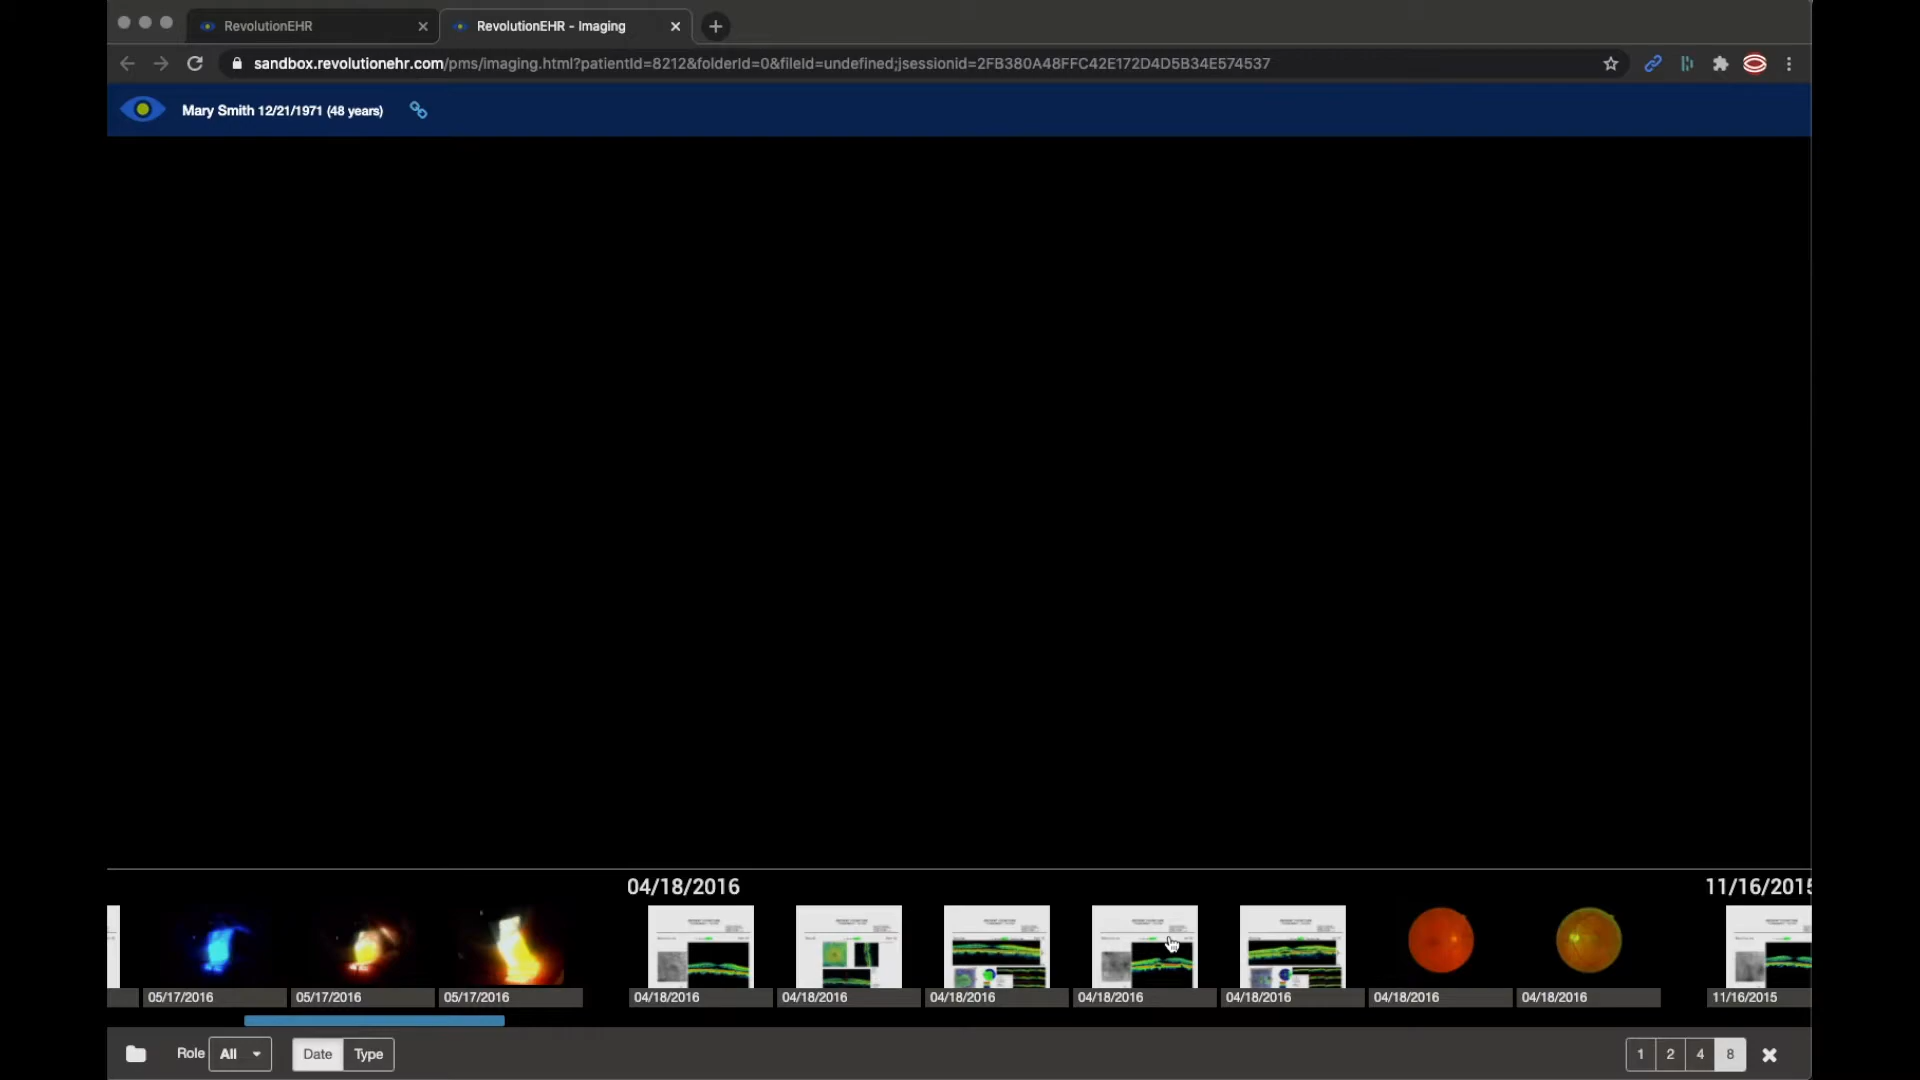 RevolutionEHR
RevolutionEHR - Imaging
sandbox.revolutionehr.com/pms/imaging.html?patientId=8212&folderId=0&fileId=undefined;jsessionid=2FB380A48FFC42E172D4D5B34E574537
Mary Smith 12/21/1971 (48 years)
04/18/2016
11/16/2015
05/17/2016
05/17/2016
05/17/2016
04/18/2016
04/18/2016
04/18/2016
04/18/2016
04/18/2016
04/18/2016
04/18/2016
11/16/2015
Role All Date Type
1 2 4 8